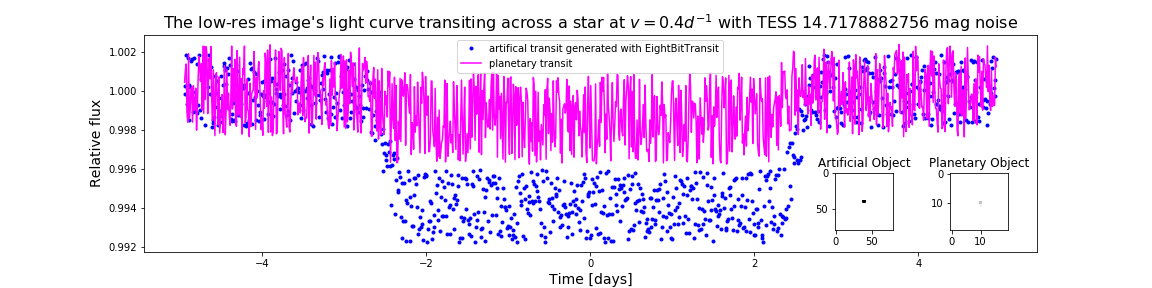 The low-res image's light curve transiting across a star at v = 0.4d⁻¹ with TESS 14.7178882756 mag noise
artifical transit generated with EightBitTransit
planetary transit
Relative flux
1.002
1.000
0.998
0.996
0.994
0.992
Artificial Object
0
50
0 50
Planetary Object
0
10
0 10
−4 −2 0 2 4
Time [days]